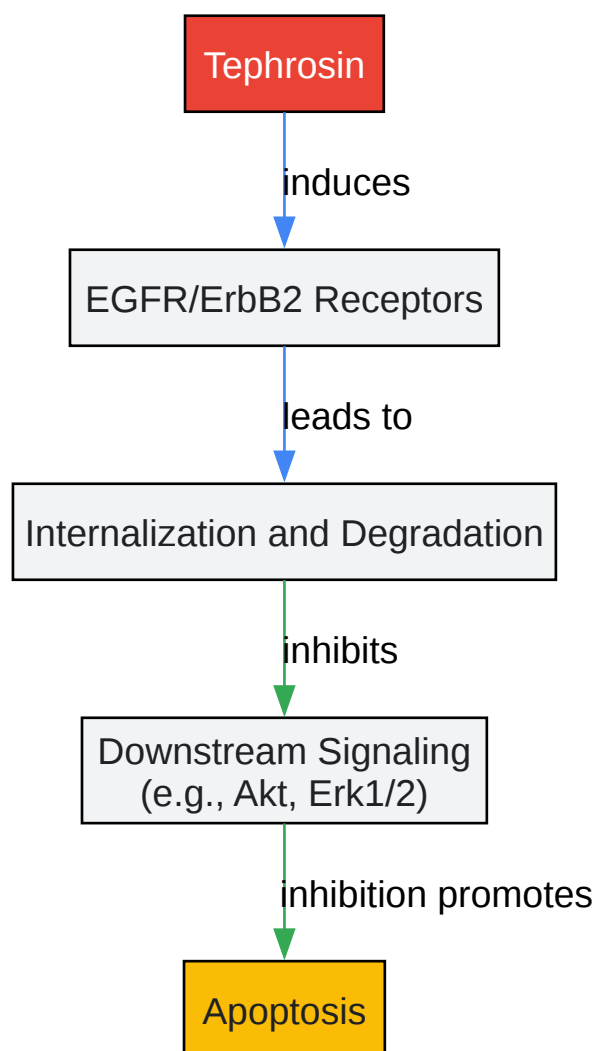 Tephrosin
induces
EGFR/ErbB2 Receptors
leads to
Internalization and Degradation
inhibits
Downstream Signaling
(e.g., Akt, Erk1/2)
inhibition promotes
Apoptosis